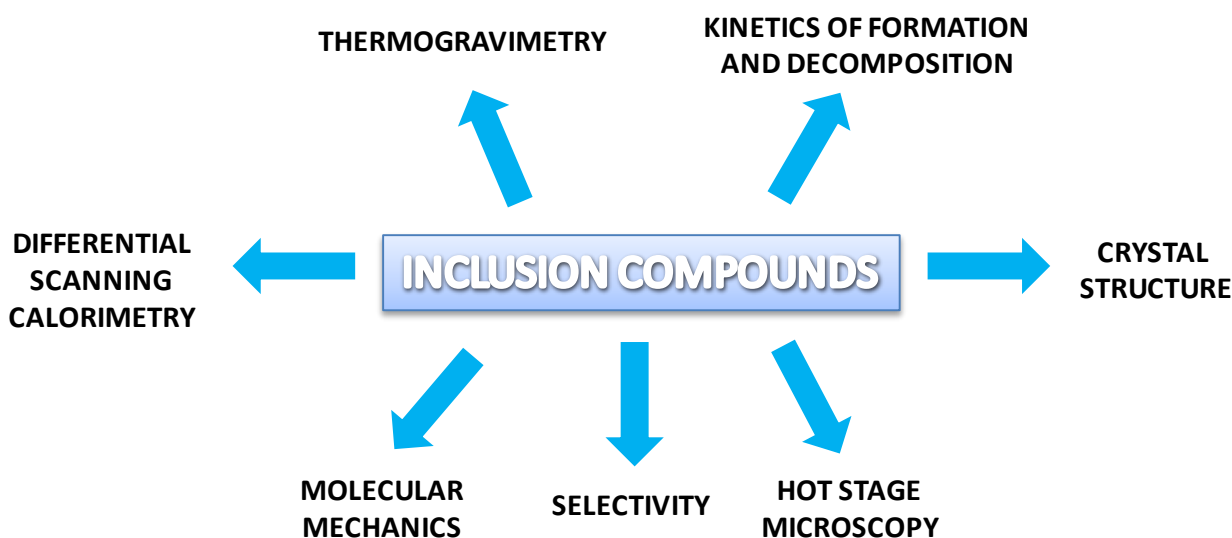 THERMOGRAVIMETRY
KINETICS OF FORMATION
AND DECOMPOSITION
DIFFERENTIAL
SCANNING
CALORIMETRY
INCLUSION COMPOUNDS
CRYSTAL
STRUCTURE
MOLECULAR
MECHANICS
SELECTIVITY
HOT STAGE
MICROSCOPY